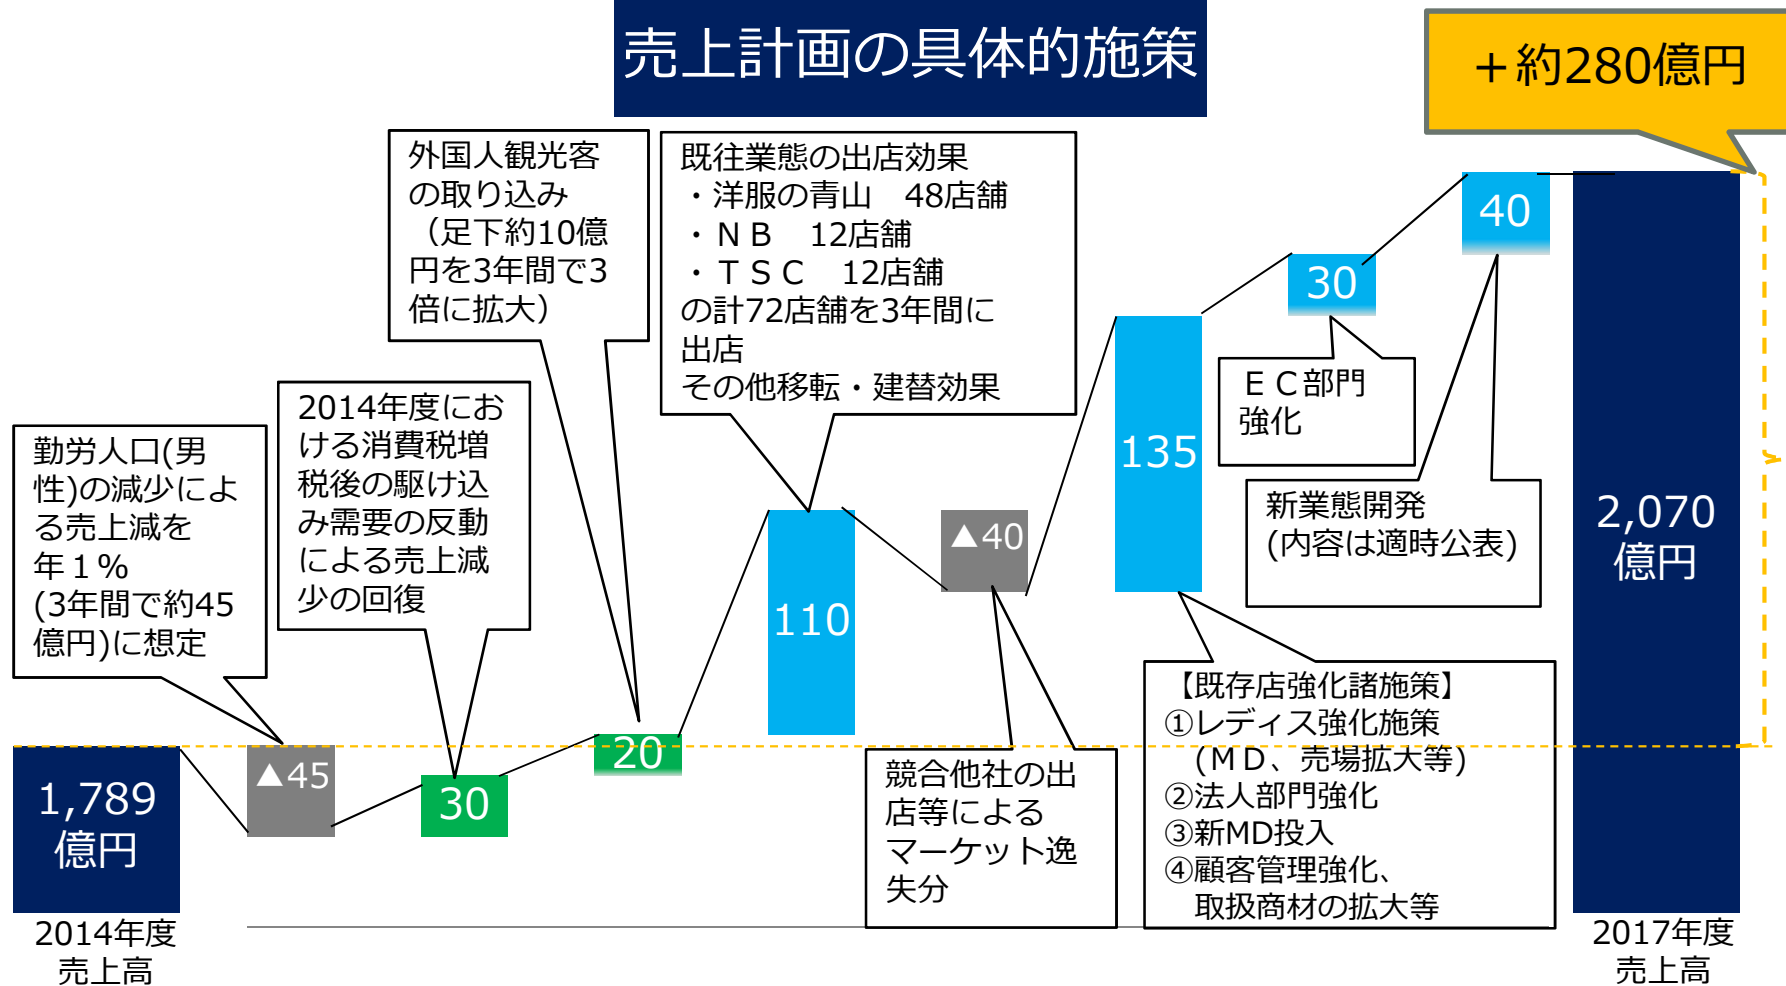 売上計画の具体的施策
＋約280億円
外国人観光客
の取り込み
（足下約10億
円を3年間で3
倍に拡大）
既往業態の出店効果
・洋服の青山　48店舗
・ＮＢ　12店舗
・ＴＳＣ　12店舗
の計72店舗を3年間に
出店
その他移転・建替効果
2014年度にお
ける消費税増
税後の駆け込
み需要の反動
による売上減
少の回復
勤労人口(男
性)の減少によ
る売上減を
年１%
(3年間で約45
億円)に想定
ＥＣ部門
強化
新業態開発
(内容は適時公表)
【既存店強化諸施策】
①レディス強化施策
(ＭＤ、売場拡大等)
②法人部門強化
③新MD投入
④顧客管理強化、
取扱商材の拡大等
競合他社の出
店等による
マーケット逸
失分
1,789
億円
▲45
30
20
110
▲40
135
30
40
2,070
億円
2014年度
売上高
2017年度
売上高